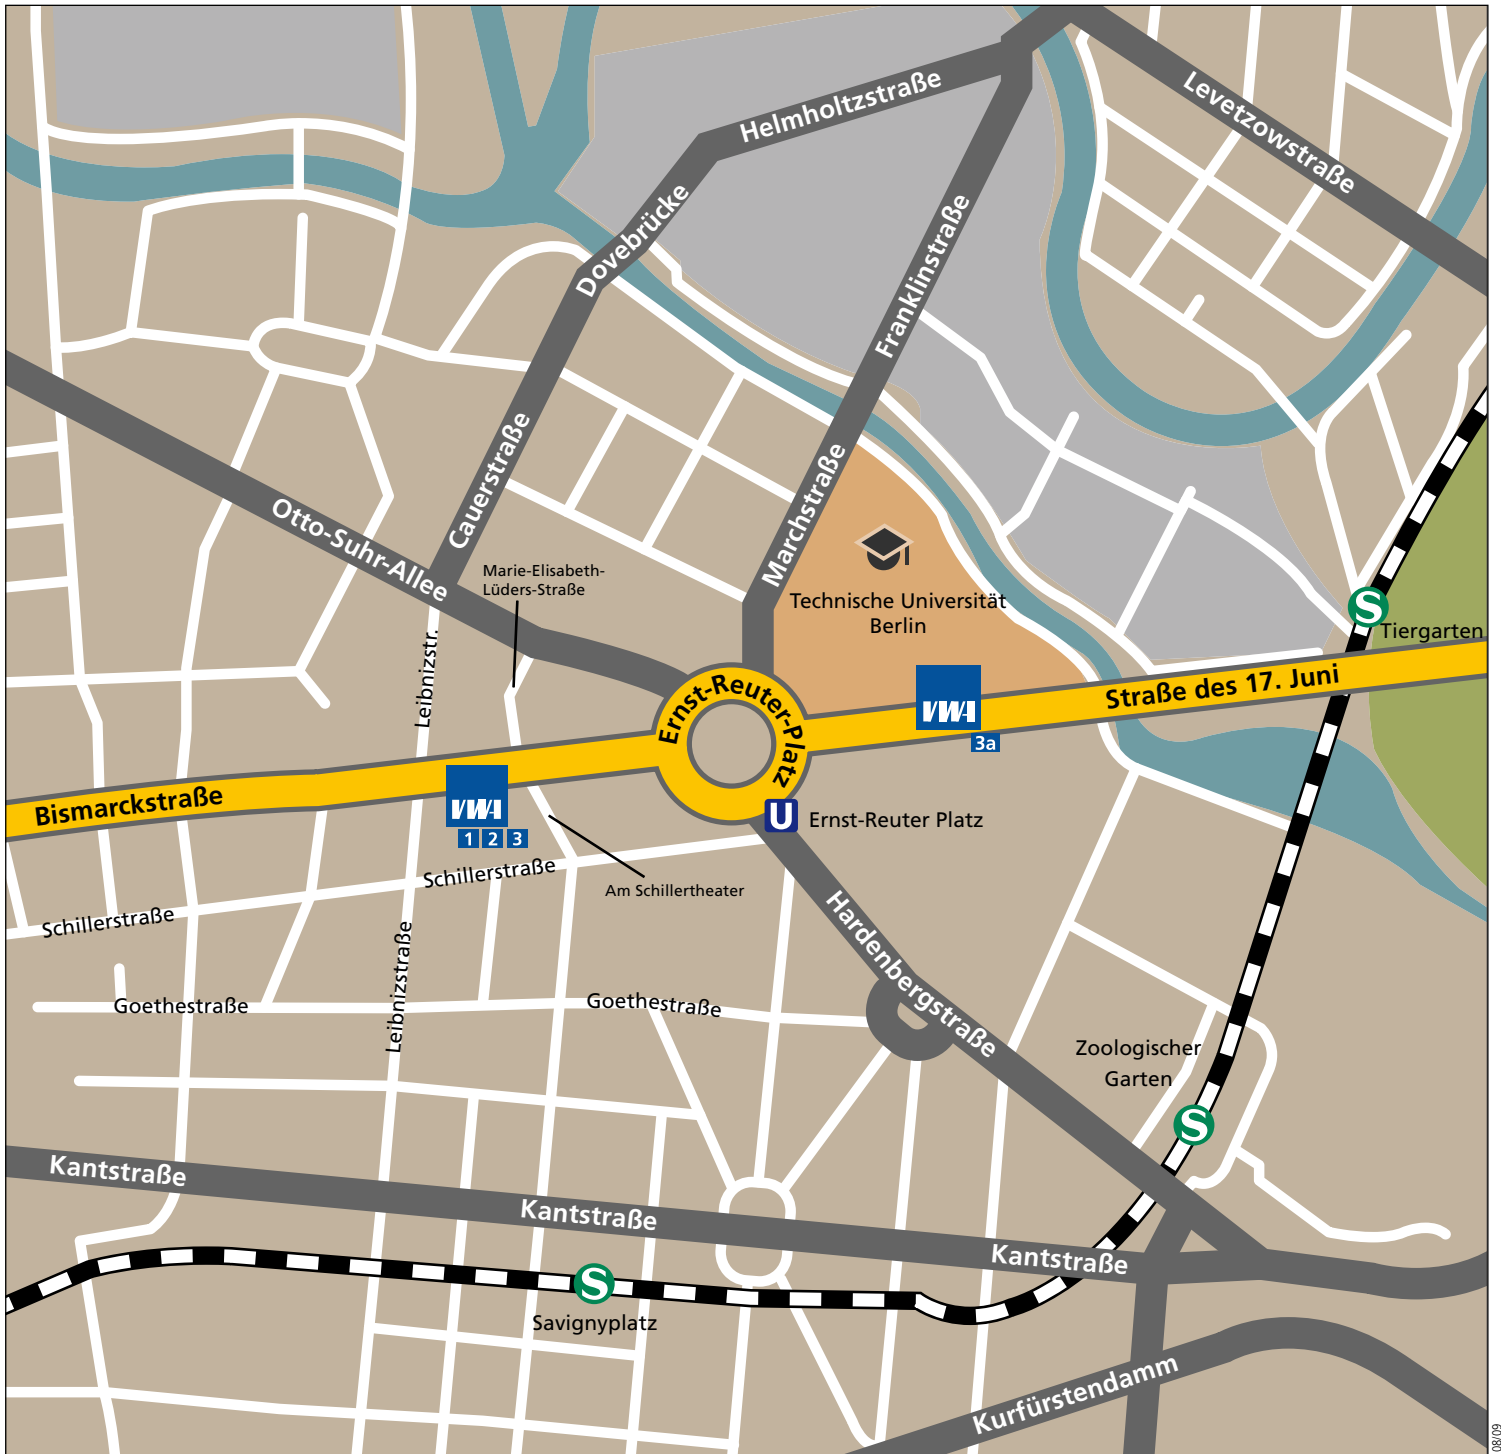 Levetzowstraße
Helmholtzstraße
Dovebrücke
Franklinstraße
Cauerstraße
Marchstraße
Otto-Suhr-Allee
Marie-Elisabeth-
Lüders-Straße
Technische Universität
Berlin
S
Tiergarten
Leibnizstr.
Ernst-Reuter-Platz
Straße des 17. Juni
VWA
3a
Bismarckstraße
VWA
1 2 3
U
Ernst-Reuter Platz
Schillerstraße
Am Schillertheater
Schillerstraße
Hardenbergstraße
Leibnizstraße
Goethestraße
Goethestraße
Zoologischer
Garten
S
Kantstraße
Kantstraße
Kantstraße
S
Savignyplatz
Kurfürstendamm
08/09